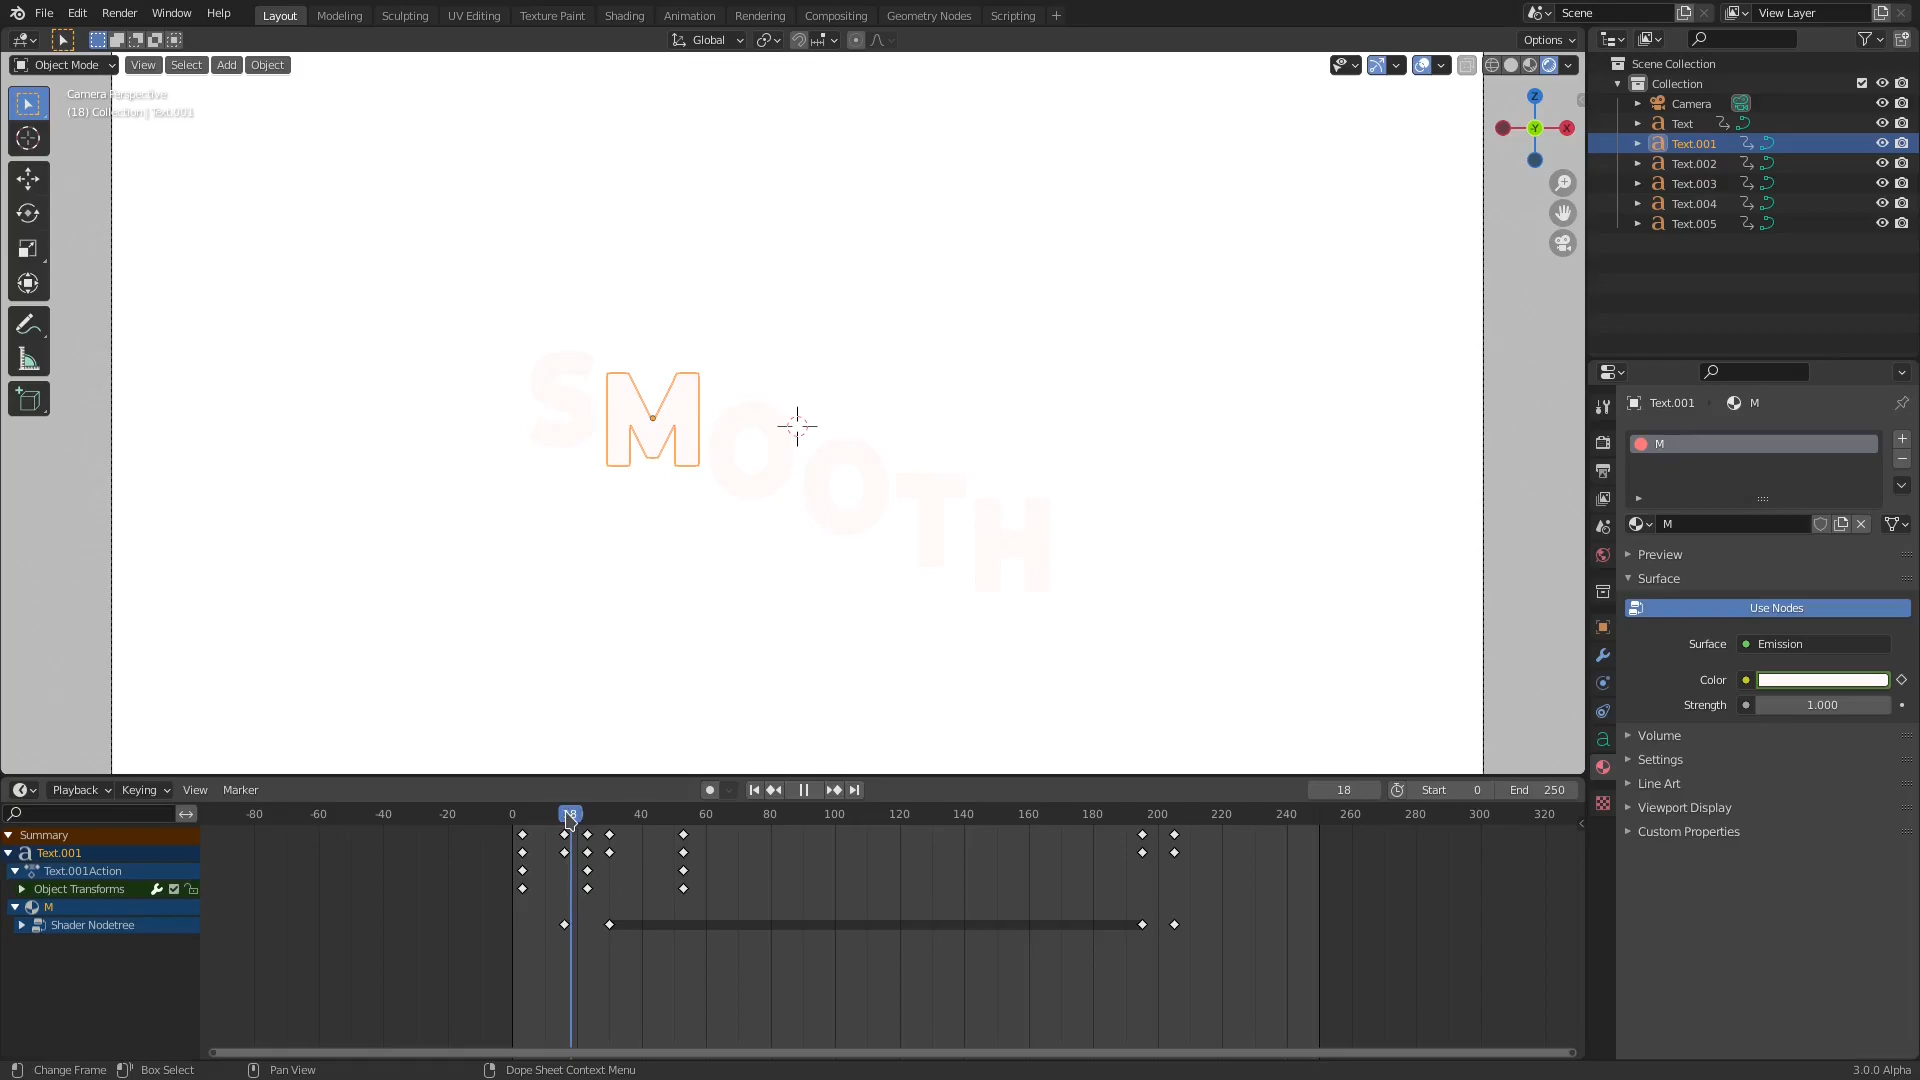 File Edit Render Window Help
Layout Modeling Sculpting UV Editing Texture Paint Shading Animation Rendering Compositing Geometry Nodes Scripting +
Scene View Layer
Global Options
Object Mode View Select Add Object
Camera Perspective
(18) Collection | Text.001
Z
Y X
SMOOTH
Scene Collection
Collection
Camera
Text
Text.001
Text.002
Text.003
Text.004
Text.005
Text.001 M
M
M
Preview
Surface
Use Nodes
Surface Emission
Color
Strength 1.000
Volume
Settings
Line Art
Viewport Display
Custom Properties
Playback Keying View Marker 18 Start 0 End 250
-80 -60 -40 -20 0 18 40 60 80 100 120 140 160 180 200 220 240 260 280 300 320
Summary
Text.001
Text.001Action
Object Transforms
M
Shader Nodetree
Change Frame Box Select Pan View Dope Sheet Context Menu 3.0.0 Alpha